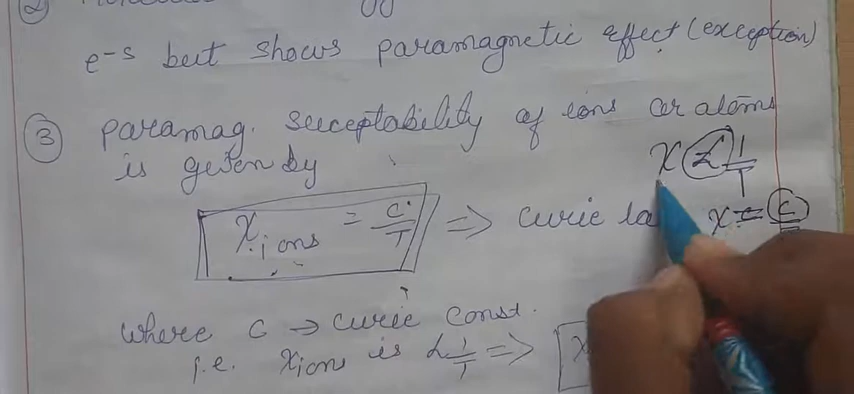 e-s but shows paramagnetic effect (exception)
③ paramag. succeptability of ions or atoms
is given by
χ ∝ 1/T
χions = C/T ⇒ curie la
χ = C
where C → curie const.
i.e. χions is ∝ 1/T ⇒ χ